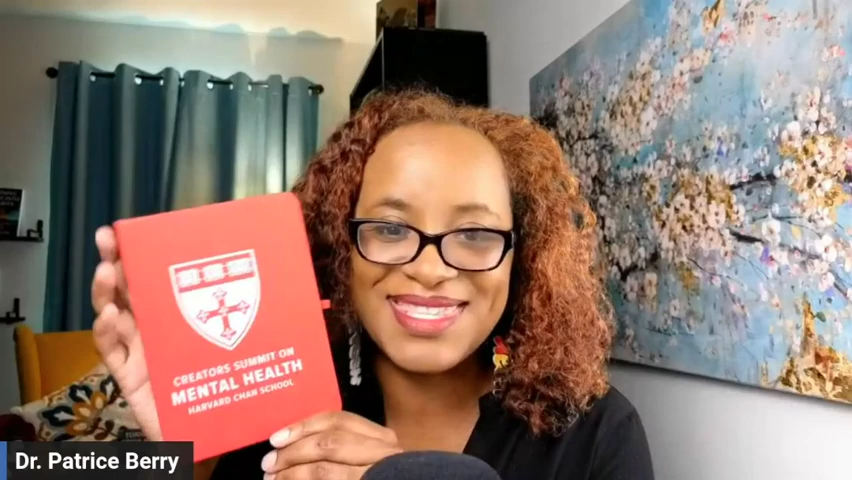 CREATORS SUMMIT ON
MENTAL HEALTH
HARVARD CHAN SCHOOL
Dr. Patrice Berry